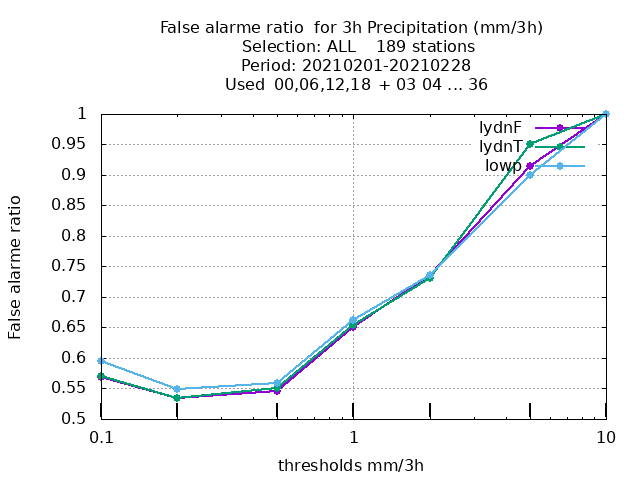 False alarme ratio  for 3h Precipitation (mm/3h)
Selection: ALL    189 stations
Period: 20210201-20210228
Used  00,06,12,18  + 03 04 ... 36
False alarme ratio
1
0.95
0.9
0.85
0.8
0.75
0.7
0.65
0.6
0.55
0.5
lydnF
lydnT
lowp
0.1
1
10
thresholds mm/3h